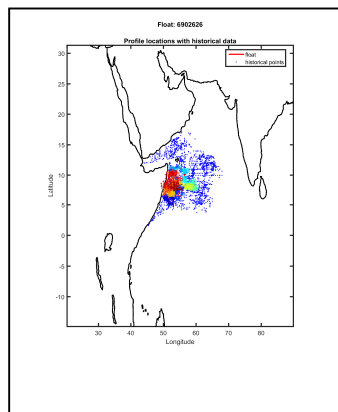 Float: 6902626
Profile locations with historical data
float
historical points
30
25
20
15
10
5
0
-5
-10
Latitude
30 40 50 60 70 80
Longitude